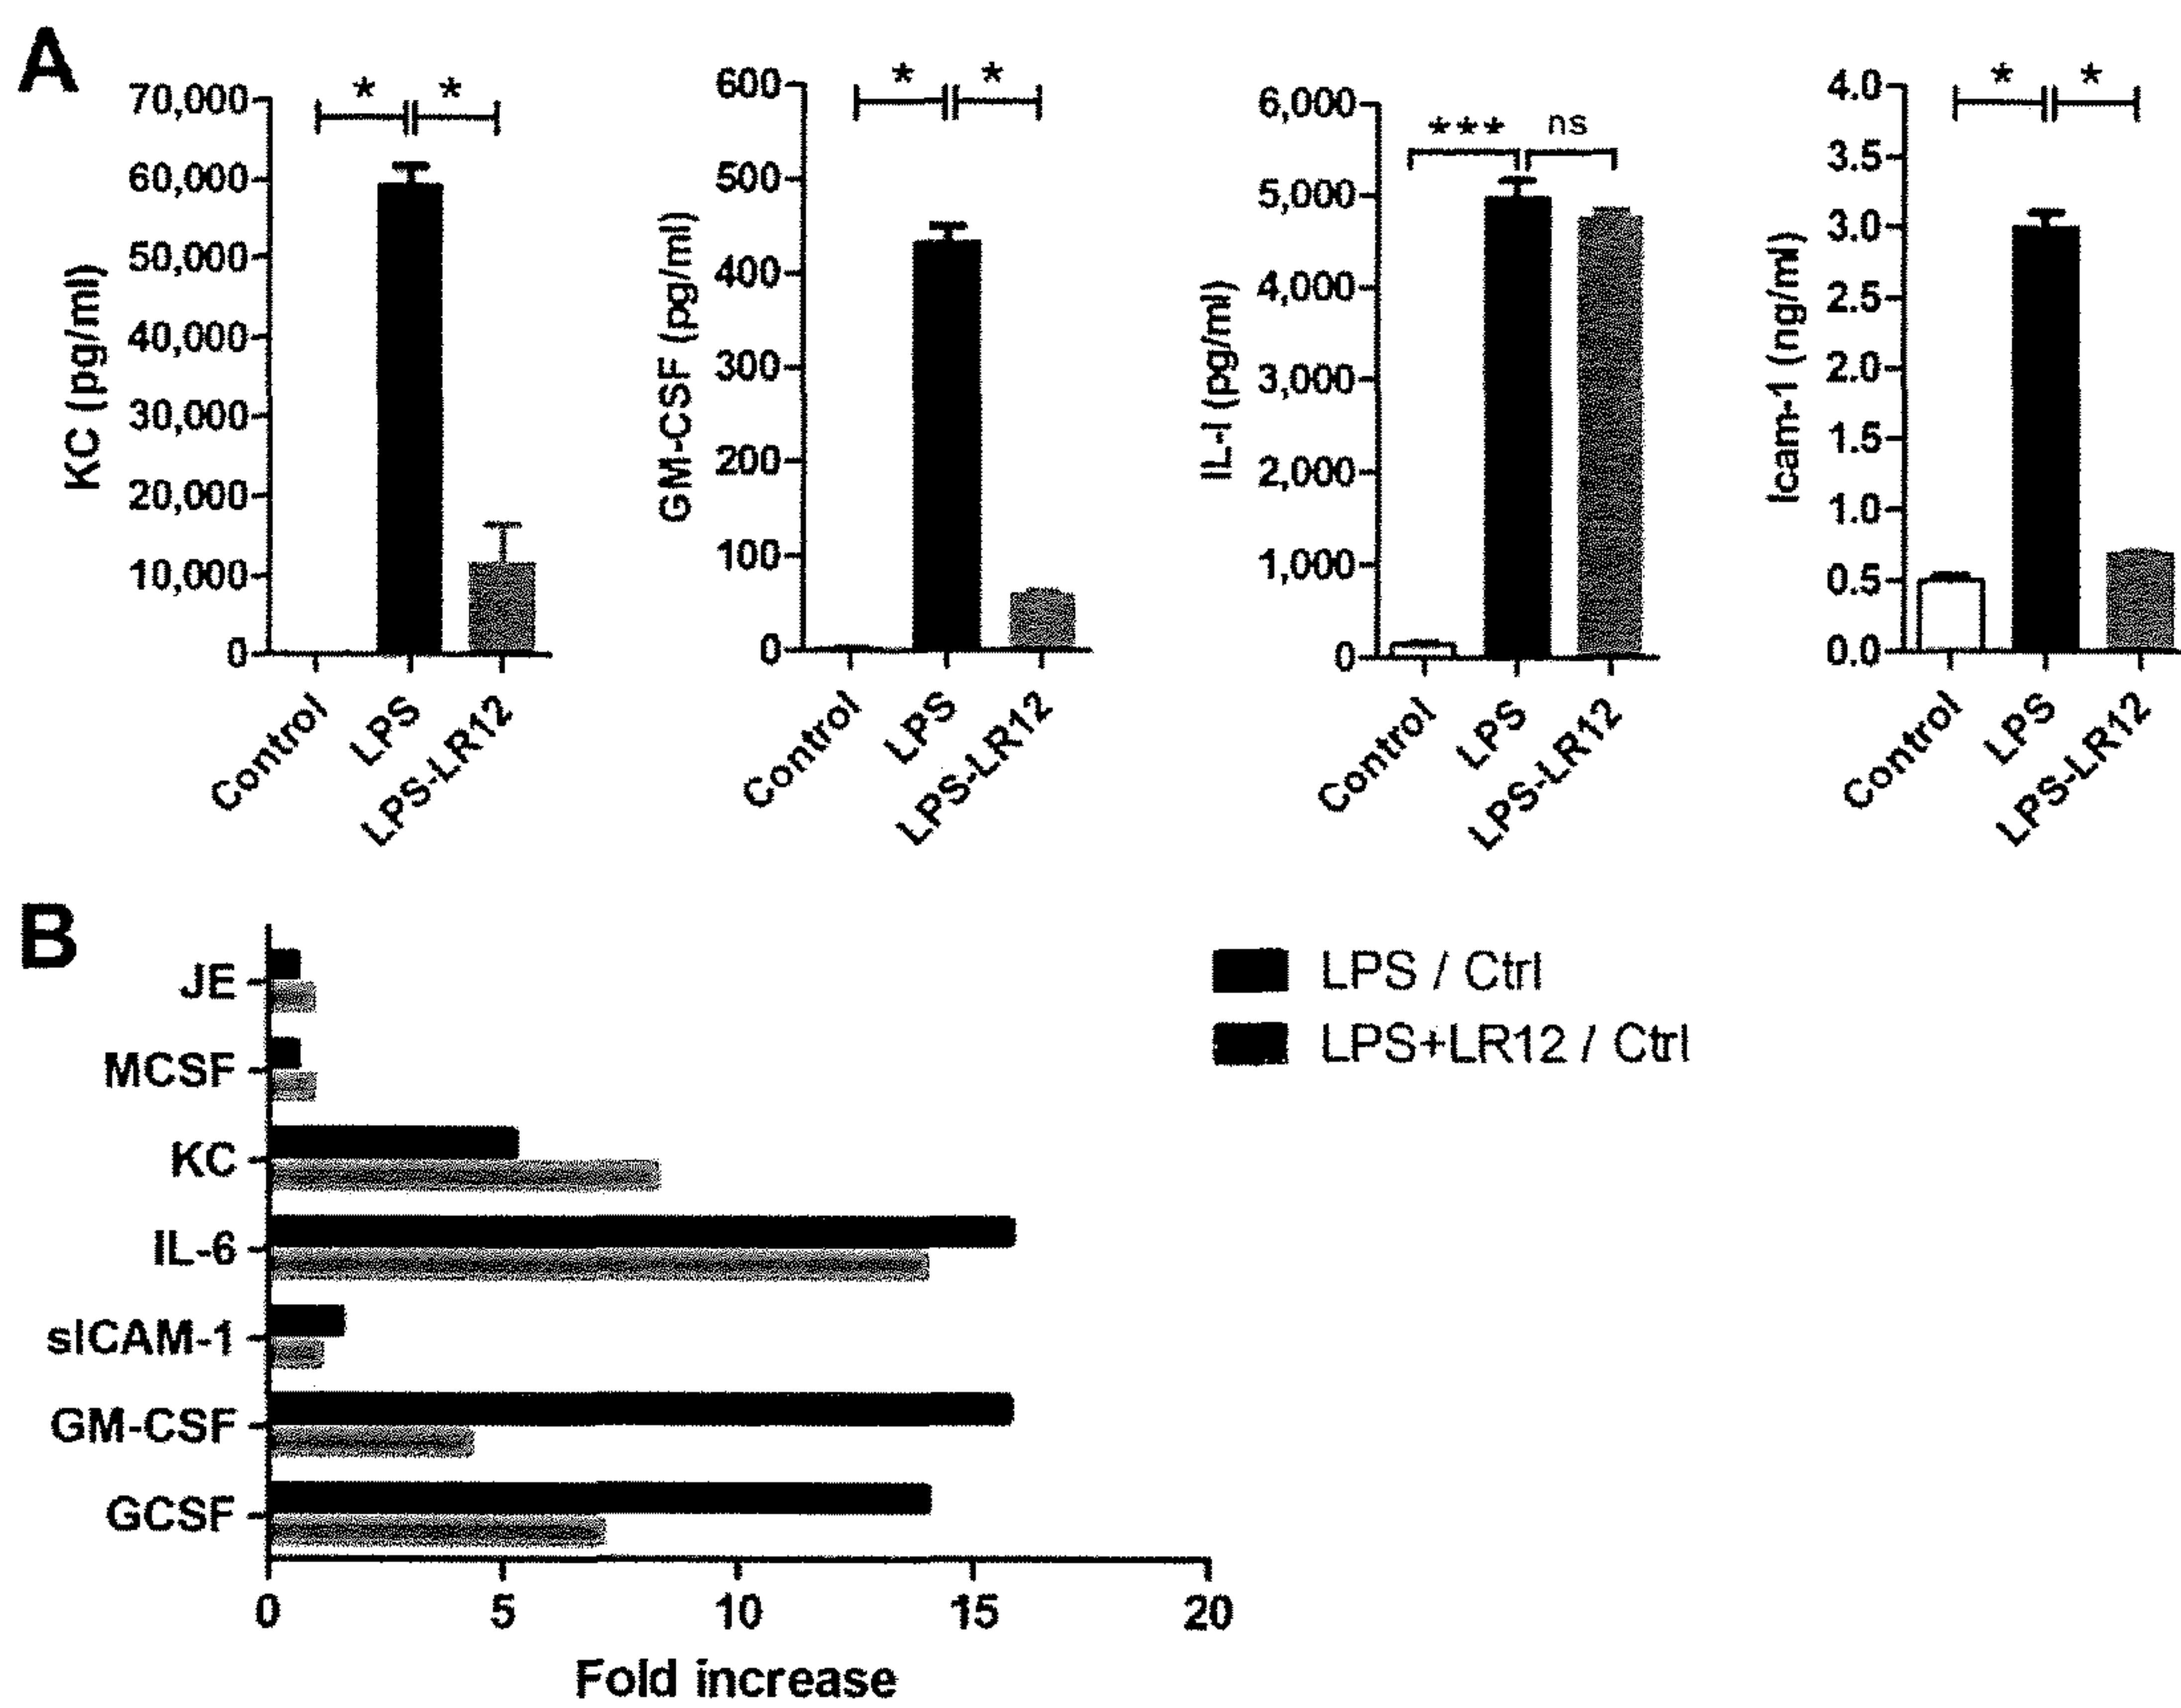 A
KC (pg/ml)
70,000
60,000
50,000
40,000
30,000
20,000
10,000
0
* *
Control
LPS
LPS-LR12
GM-CSF (pg/ml)
600
500
400
300
200
100
0
* *
Control
LPS
LPS-LR12
IL-I (pg/ml)
6,000
5,000
4,000
3,000
2,000
1,000
0
*** ns
Control
LPS
LPS-LR12
Icam-1 (ng/ml)
4.0
3.5
3.0
2.5
2.0
1.5
1.0
0.5
0.0
* *
Control
LPS
LPS-LR12
B
JE
MCSF
KC
IL-6
sICAM-1
GM-CSF
GCSF
0 5 10 15 20
Fold increase
LPS / Ctrl
LPS+LR12 / Ctrl